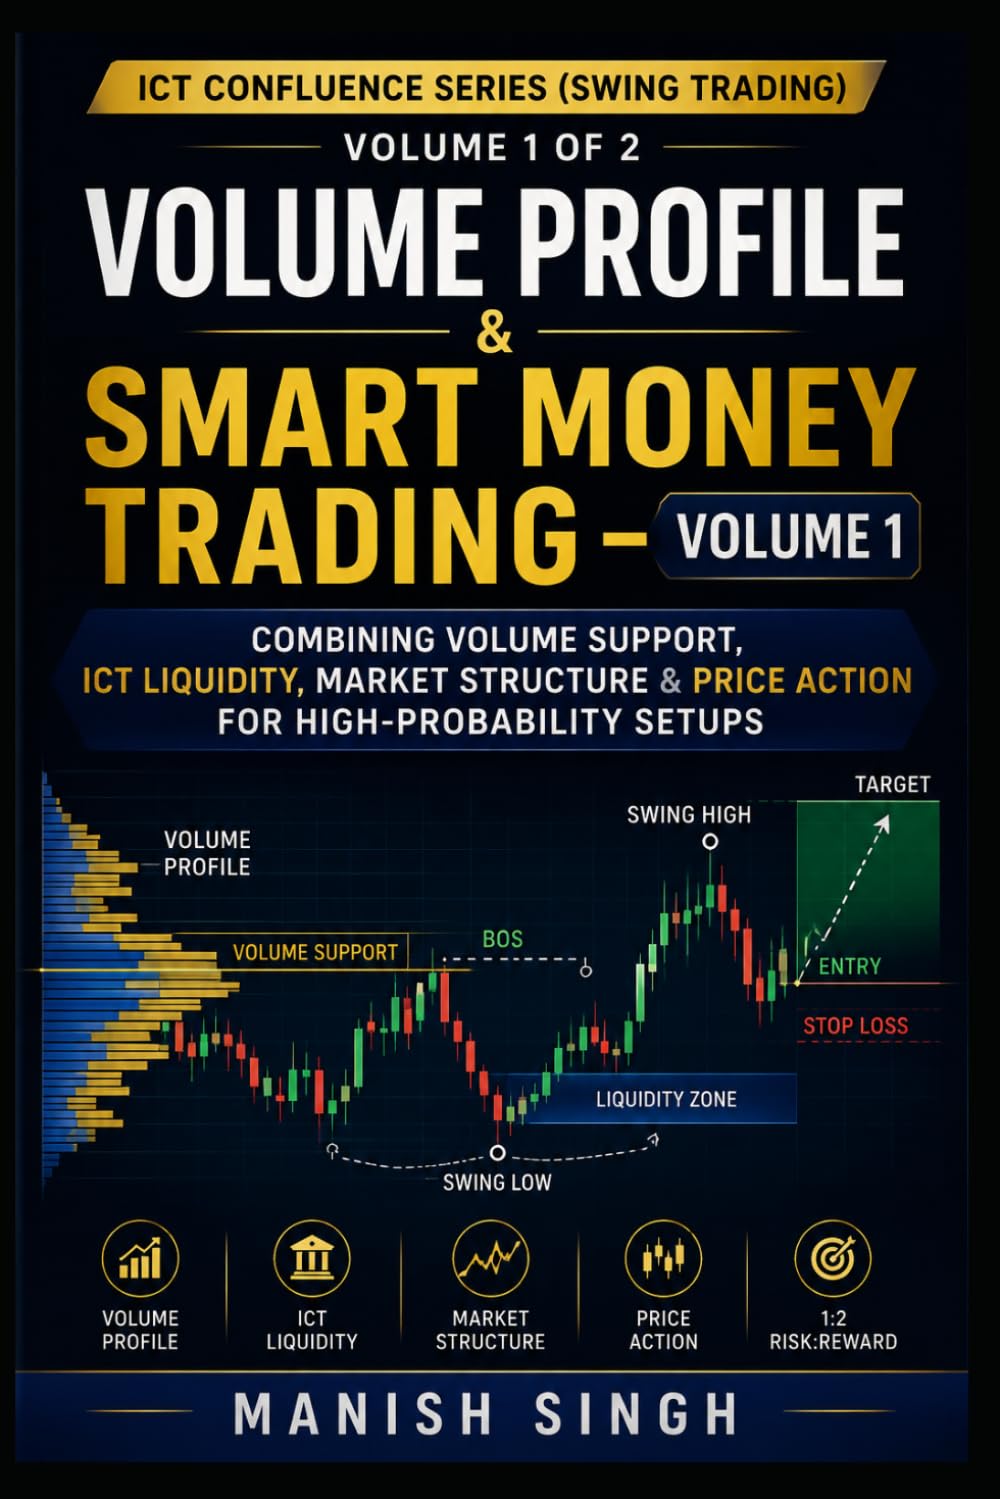 ICT CONFLUENCE SERIES (SWING TRADING)
VOLUME 1 OF 2
VOLUME PROFILE
&
SMART MONEY
TRADING – VOLUME 1
COMBINING VOLUME SUPPORT,
ICT LIQUIDITY, MARKET STRUCTURE & PRICE ACTION
FOR HIGH-PROBABILITY SETUPS
TARGET
SWING HIGH
VOLUME
PROFILE
BOS
VOLUME SUPPORT
ENTRY
STOP LOSS
LIQUIDITY ZONE
SWING LOW
VOLUME
PROFILE
ICT
LIQUIDITY
MARKET
STRUCTURE
PRICE
ACTION
1:2
RISK:REWARD
MANISH SINGH